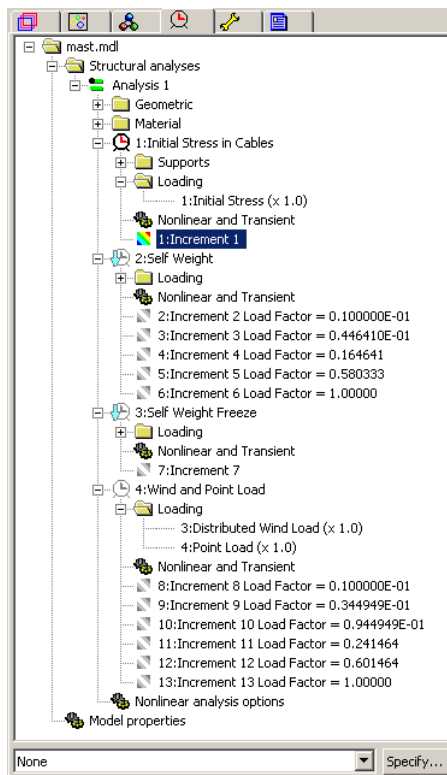 mast.mdl
Structural analyses
Analysis 1
Geometric
Material
1:Initial Stress in Cables
Supports
Loading
1:Initial Stress (x 1.0)
Nonlinear and Transient
1:Increment 1
2:Self Weight
Loading
Nonlinear and Transient
2:Increment 2 Load Factor = 0.100000E-01
3:Increment 3 Load Factor = 0.446410E-01
4:Increment 4 Load Factor = 0.164641
5:Increment 5 Load Factor = 0.580333
6:Increment 6 Load Factor = 1.00000
3:Self Weight Freeze
Loading
Nonlinear and Transient
7:Increment 7
4:Wind and Point Load
Loading
3:Distributed Wind Load (x 1.0)
4:Point Load (x 1.0)
Nonlinear and Transient
8:Increment 8 Load Factor = 0.100000E-01
9:Increment 9 Load Factor = 0.344949E-01
10:Increment 10 Load Factor = 0.944949E-01
11:Increment 11 Load Factor = 0.241464
12:Increment 12 Load Factor = 0.601464
13:Increment 13 Load Factor = 1.00000
Nonlinear analysis options
Model properties
None Specify...